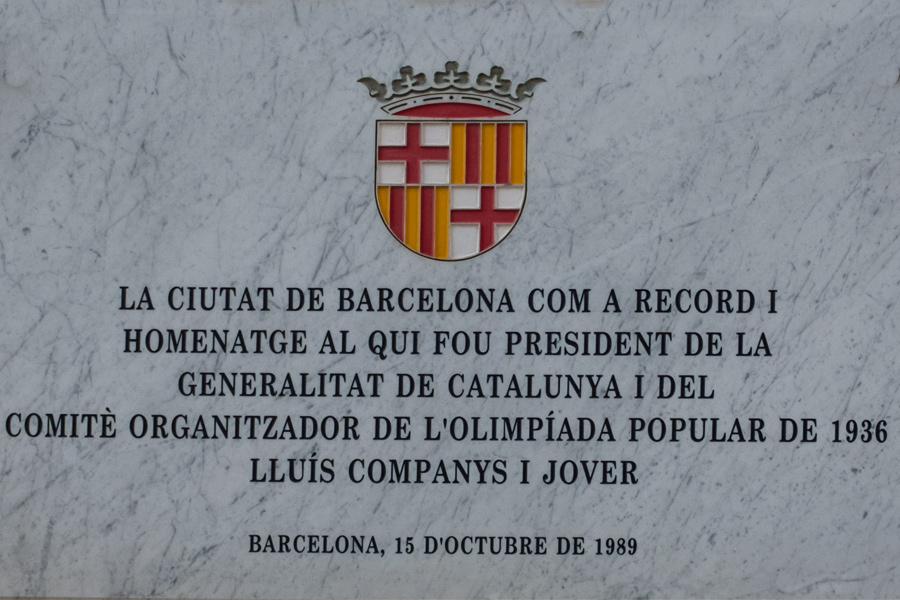 LA CIUTAT DE BARCELONA COM A RECORD I
HOMENATGE AL QUI FOU PRESIDENT DE LA
GENERALITAT DE CATALUNYA I DEL
COMITÈ ORGANITZADOR DE L'OLIMPÍADA POPULAR DE 1936
LLUÍS COMPANYS I JOVER
BARCELONA, 15 D'OCTUBRE DE 1989